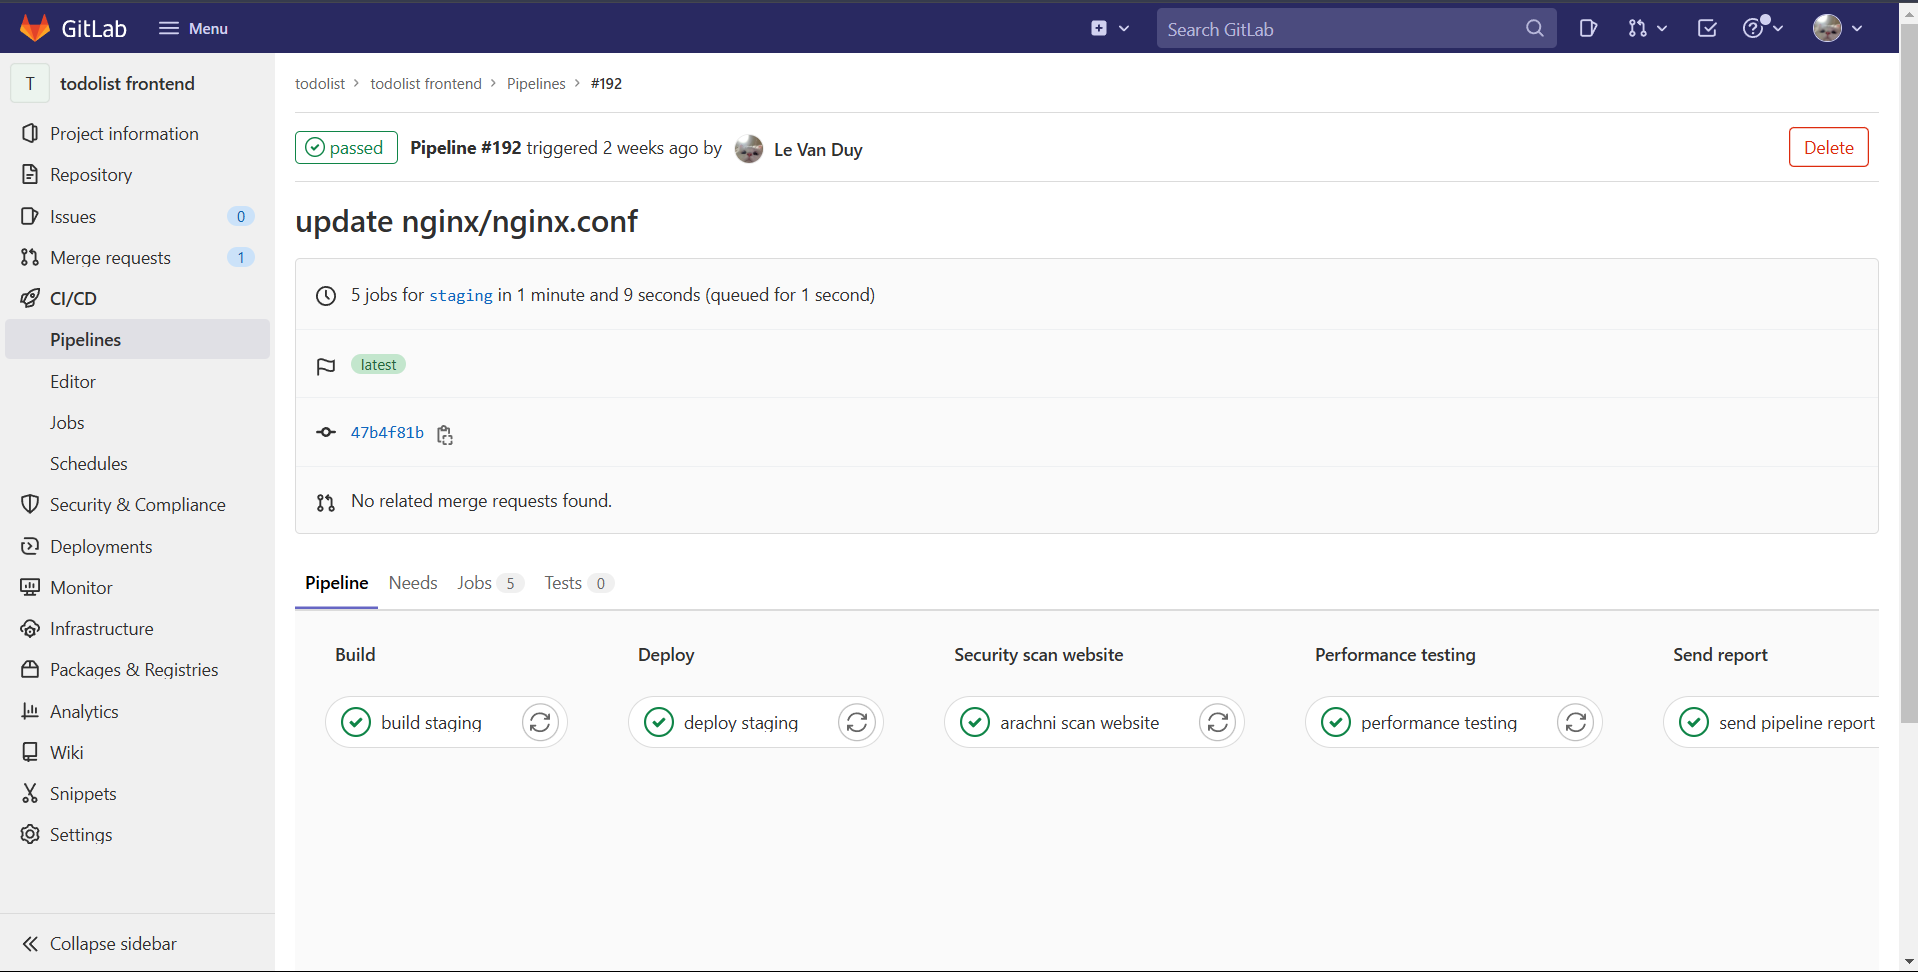 GitLab
Menu
Search GitLab
T todolist frontend
Project information
Repository
Issues 0
Merge requests 1
CI/CD
Pipelines
Editor
Jobs
Schedules
Security & Compliance
Deployments
Monitor
Infrastructure
Packages & Registries
Analytics
Wiki
Snippets
Settings
Collapse sidebar
todolist > todolist frontend > Pipelines > #192
passed Pipeline #192 triggered 2 weeks ago by Le Van Duy
Delete
update nginx/nginx.conf
5 jobs for staging in 1 minute and 9 seconds (queued for 1 second)
latest
47b4f81b
No related merge requests found.
Pipeline Needs Jobs 5 Tests 0
Build
build staging
Deploy
deploy staging
Security scan website
arachni scan website
Performance testing
performance testing
Send report
send pipeline report